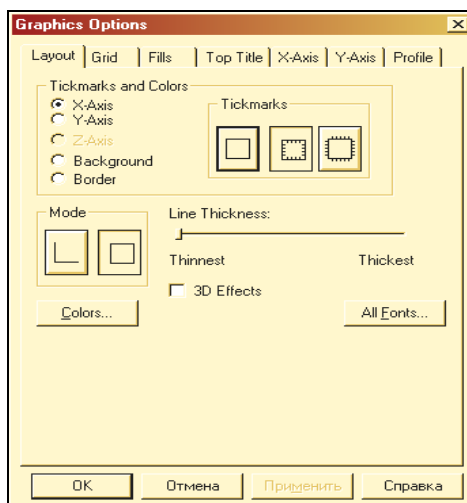 Graphics Options
Layout Grid Fills Top Title X-Axis Y-Axis Profile
Tickmarks and Colors
X-Axis
Y-Axis
Z-Axis
Background
Border
Tickmarks
Mode
Line Thickness:
Thinnest Thickest
3D Effects
Colors... All Fonts...
OK Отмена Применить Справка